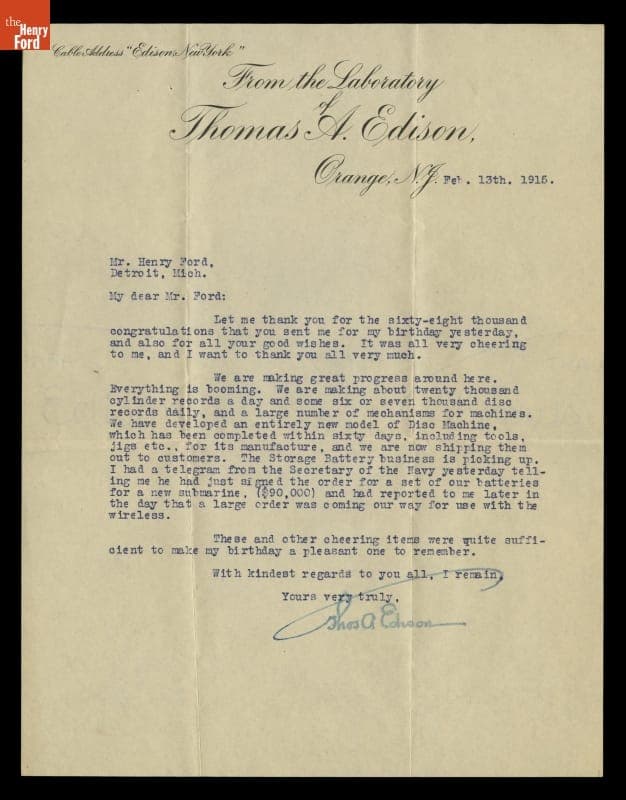 the
Henry
Ford
Cable Address "Edison, New York"
From the Laboratory
of
Thomas A. Edison,
Orange, N.J. Feb. 13th. 1915.
Mr. Henry Ford,
Detroit, Mich.
My dear Mr. Ford:
Let me thank you for the sixty-eight thousand
congratulations that you sent me for my birthday yesterday,
and also for all your good wishes. It was all very cheering
to me, and I want to thank you all very much.
We are making great progress around here.
Everything is booming. We are making about twenty thousand
cylinder records a day and some six or seven thousand disc
records daily, and a large number of mechanisms for machines.
We have developed an entirely new model of Disc Machine,
which has been completed within sixty days, including tools,
jigs etc., for its manufacture, and we are now shipping them
out to customers. The Storage Battery business is picking up.
I had a telegram from the Secretary of the Navy yesterday tell-
ing me he had just signed the order for a set of our batteries
for a new submarine, ($90,000) and had reported to me later in
the day that a large order was coming our way for use with the
wireless.
These and other cheering items were quite suffi-
cient to make my birthday a pleasant one to remember.
With kindest regards to you all, I remain,
Yours very truly,
Thos A Edison